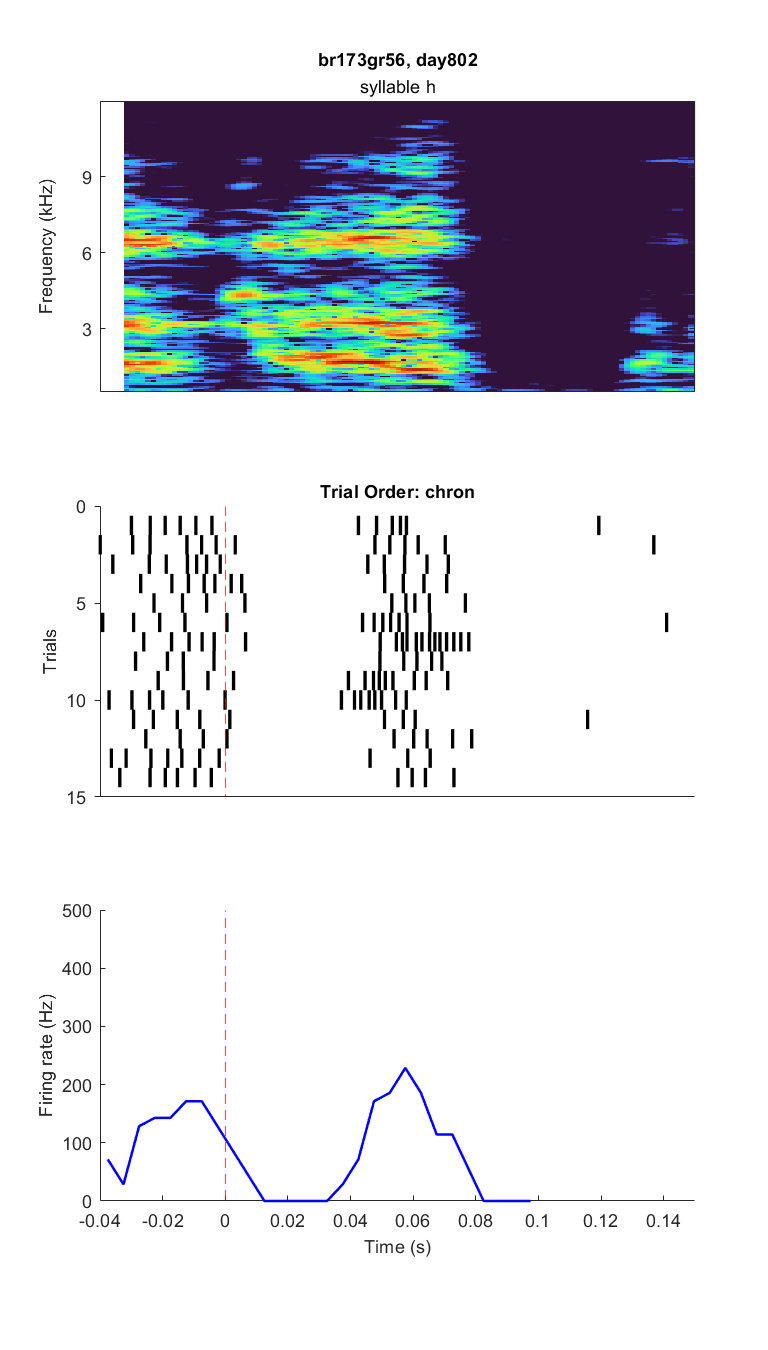 br173gr56, day802
syllable h
9
6
3
Frequency (kHz)
Trial Order: chron
0
5
10
15
Trials
500
400
300
200
100
0
Firing rate (Hz)
-0.04 -0.02 0 0.02 0.04 0.06 0.08 0.1 0.12 0.14
Time (s)